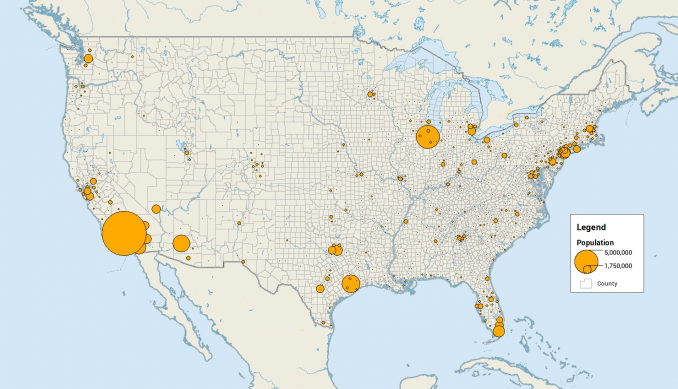 Legend
Population
5,000,000
1,750,000
County